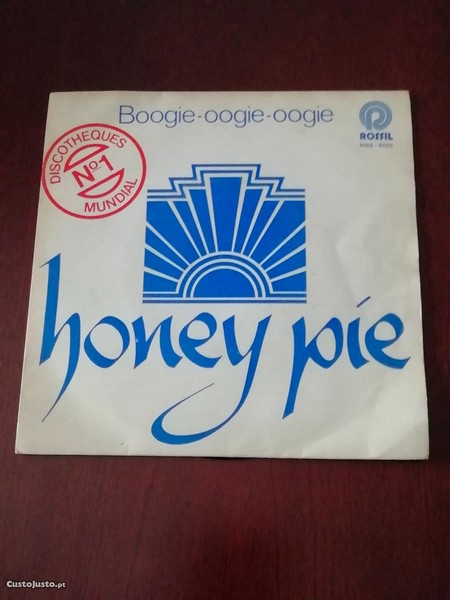 Boogie-oogie-oogie
ROSSIL
DISCOTHEQUES
Nº1
MUNDIAL
honey pie
CustoJusto.pt